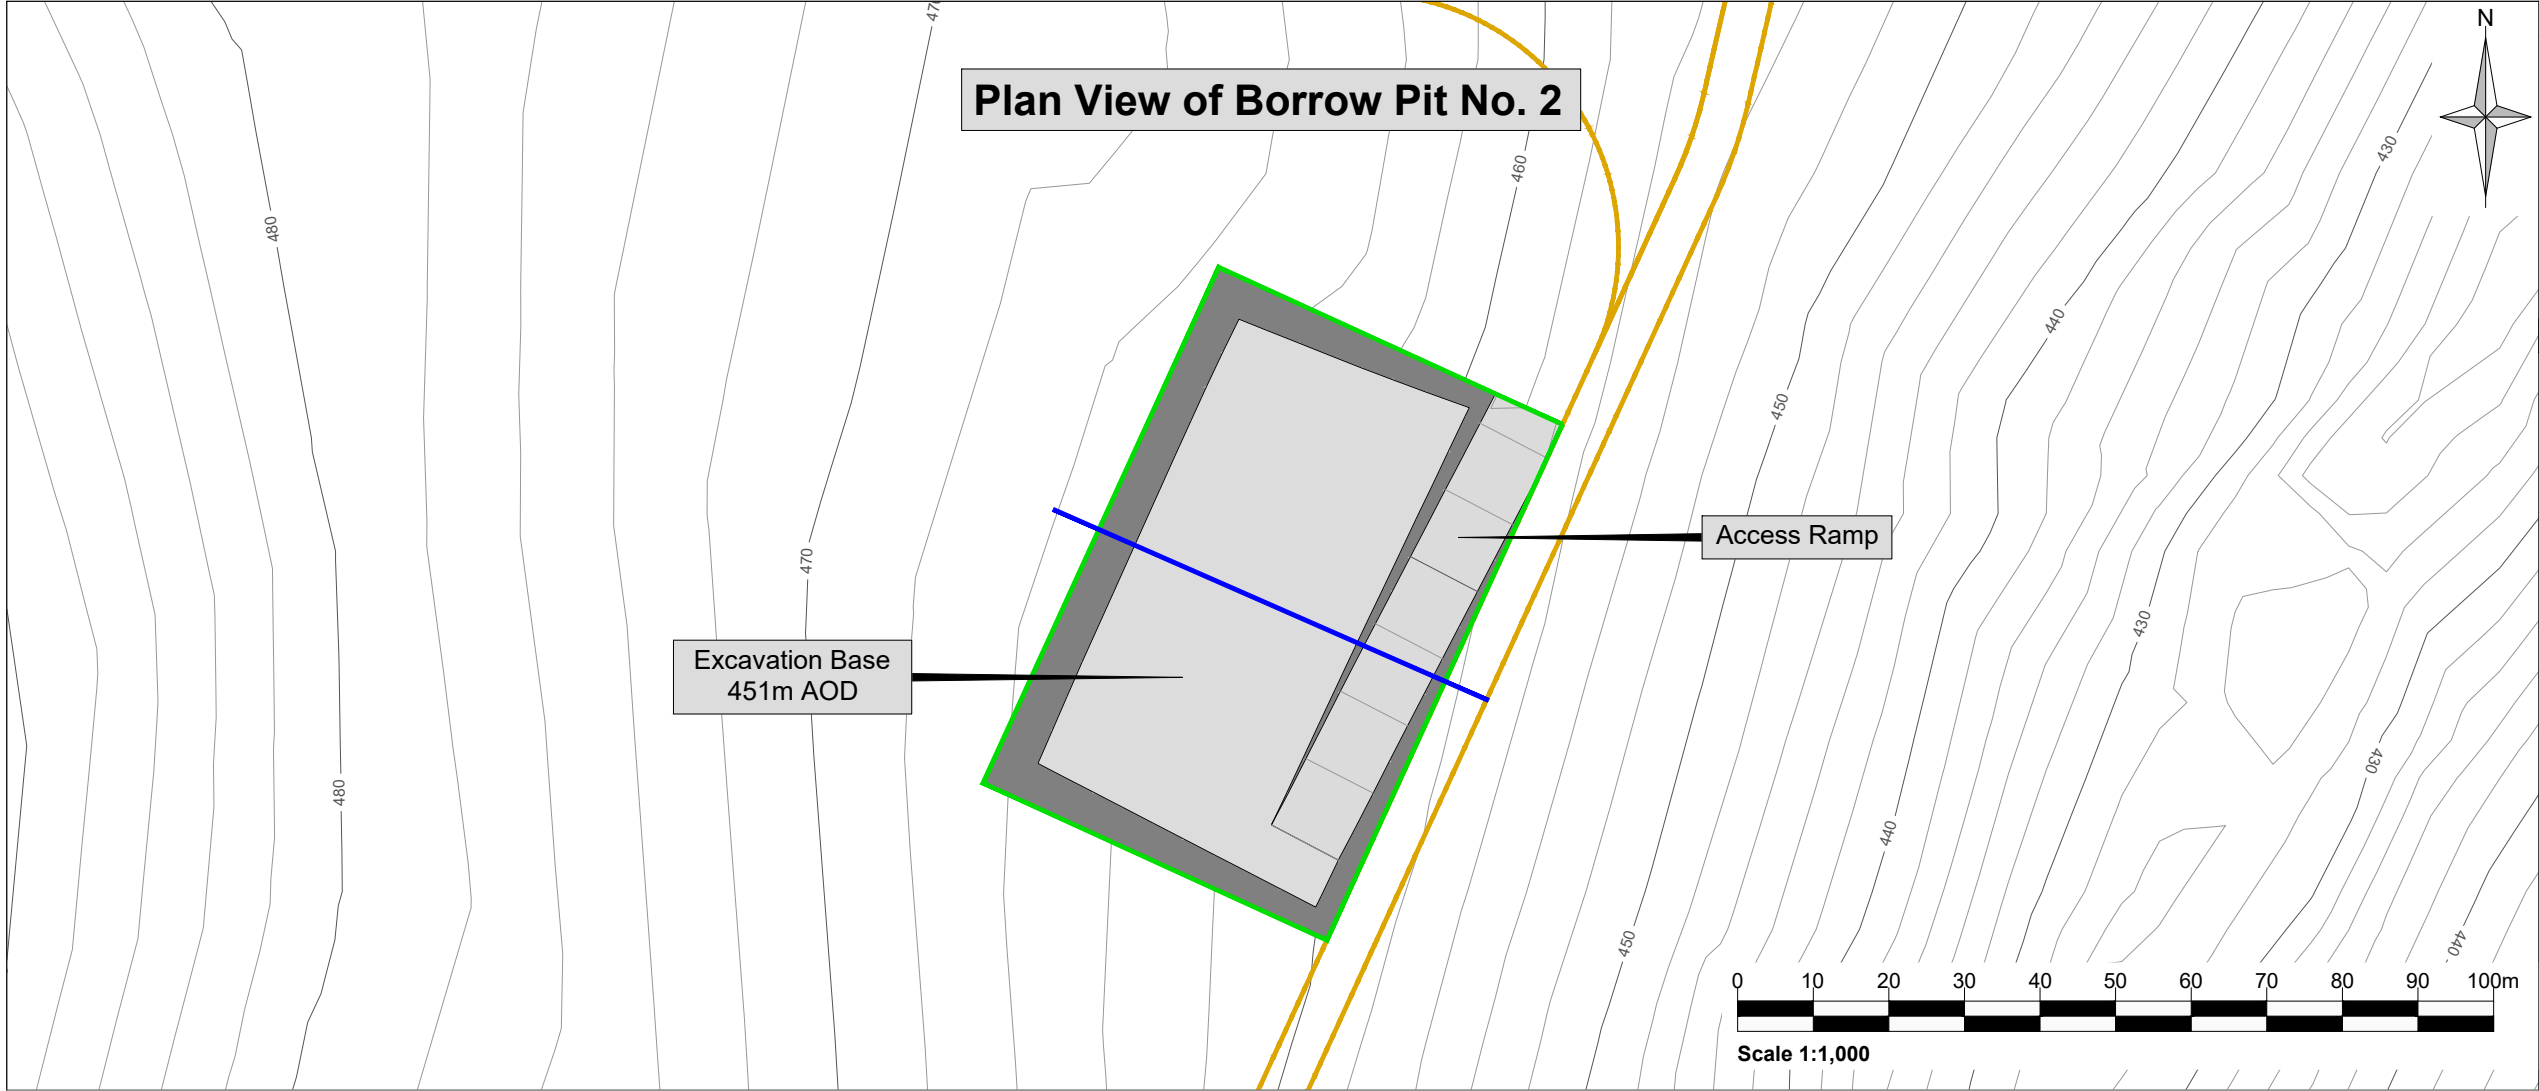 470
N
Plan View of Borrow Pit No. 2
430
460
480
440
450
470
Access Ramp
430
Excavation Base
451m AOD
430
480
440
450
440
0 10 20 30 40 50 60 70 80 90 100m
Scale 1:1,000